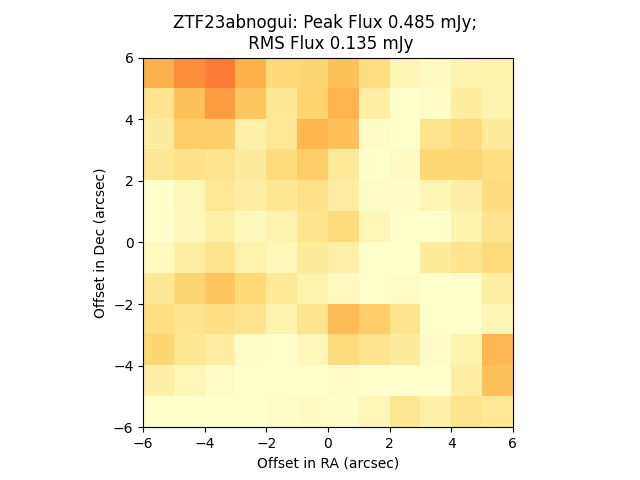 ZTF23abnogui: Peak Flux 0.485 mJy;
RMS Flux 0.135 mJy
6
4
2
0
−2
−4
−6
Offset in Dec (arcsec)
−6 −4 −2 0 2 4 6
Offset in RA (arcsec)